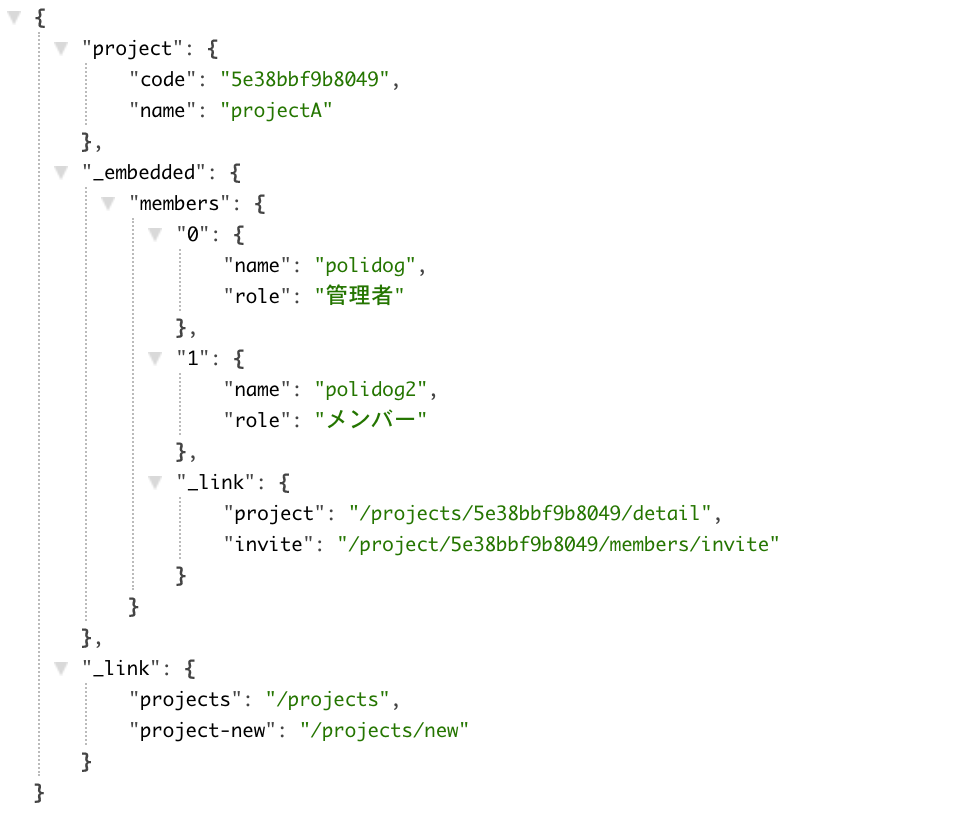 {
"project": {
"code": "5e38bbf9b8049",
"name": "projectA"
},
"_embedded": {
"members": {
"0": {
"name": "polidog",
"role": "管理者"
},
"1": {
"name": "polidog2",
"role": "メンバー"
},
"_link": {
"project": "/projects/5e38bbf9b8049/detail",
"invite": "/project/5e38bbf9b8049/members/invite"
}
}
},
"_link": {
"projects": "/projects",
"project-new": "/projects/new"
}
}